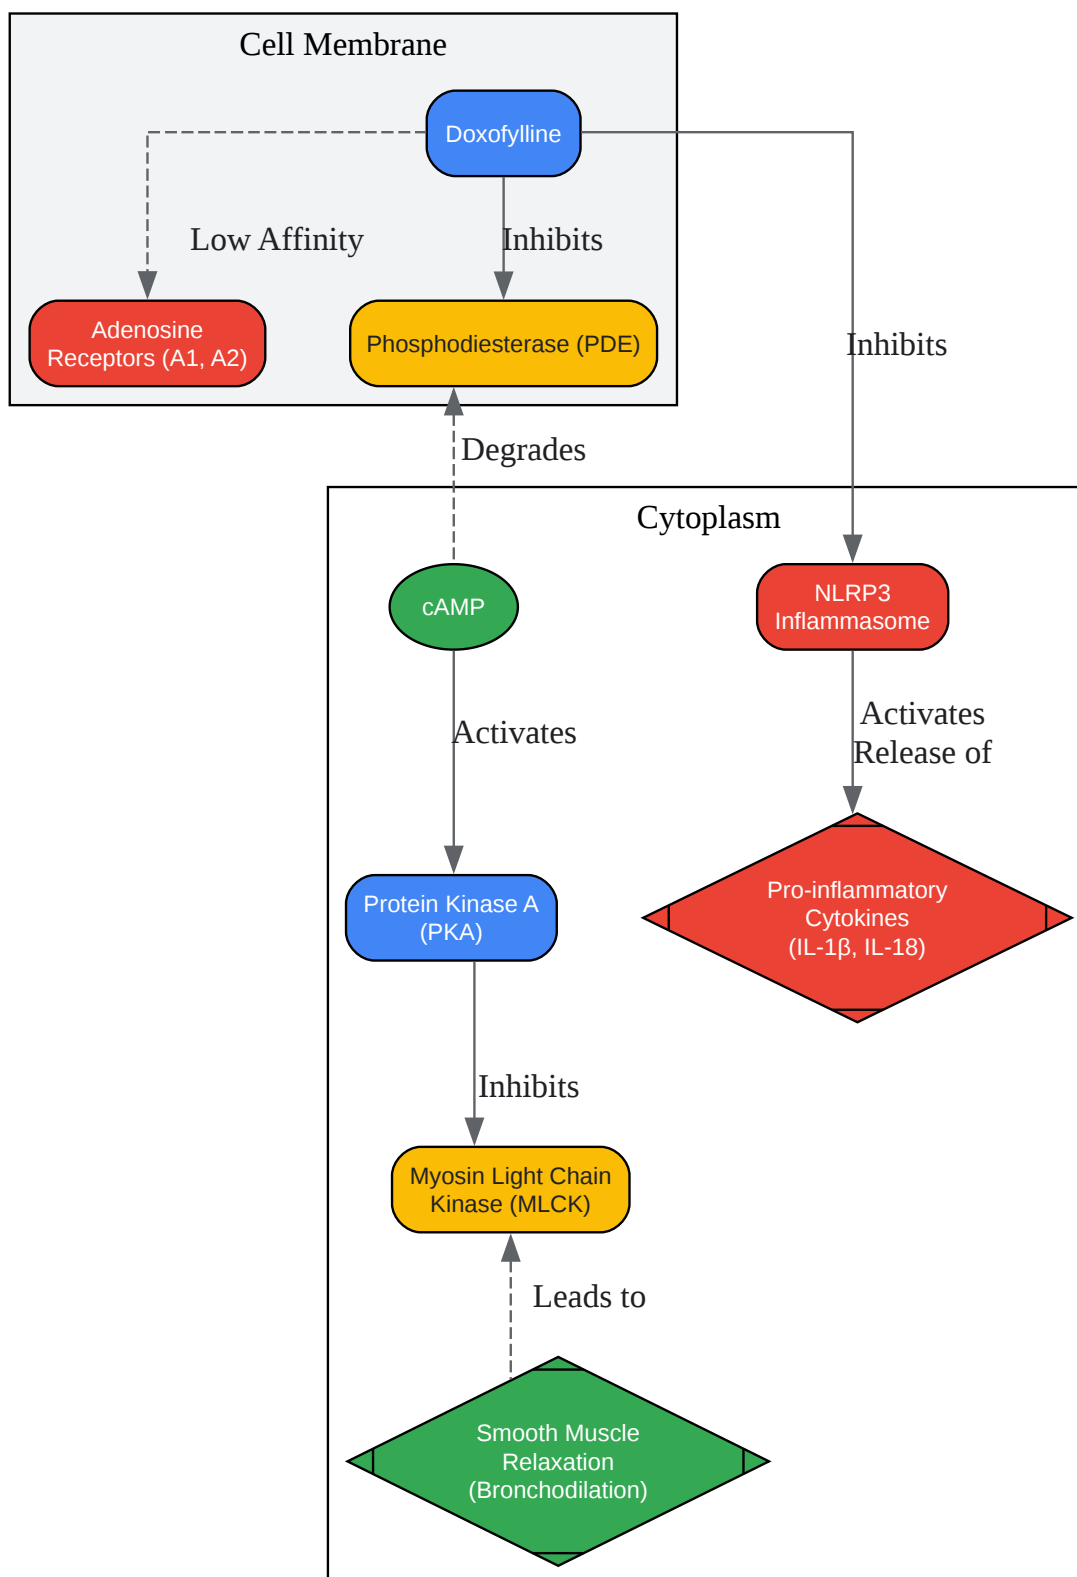 Cell Membrane
Doxofylline
Low Affinity
Inhibits
Adenosine
Receptors (A1, A2)
Phosphodiesterase (PDE)
Inhibits
Degrades
Cytoplasm
cAMP
NLRP3
Inflammasome
Activates
Activates
Release of
Protein Kinase A
(PKA)
Pro-inflammatory
Cytokines
(IL-1β, IL-18)
Inhibits
Myosin Light Chain
Kinase (MLCK)
Leads to
Smooth Muscle
Relaxation
(Bronchodilation)